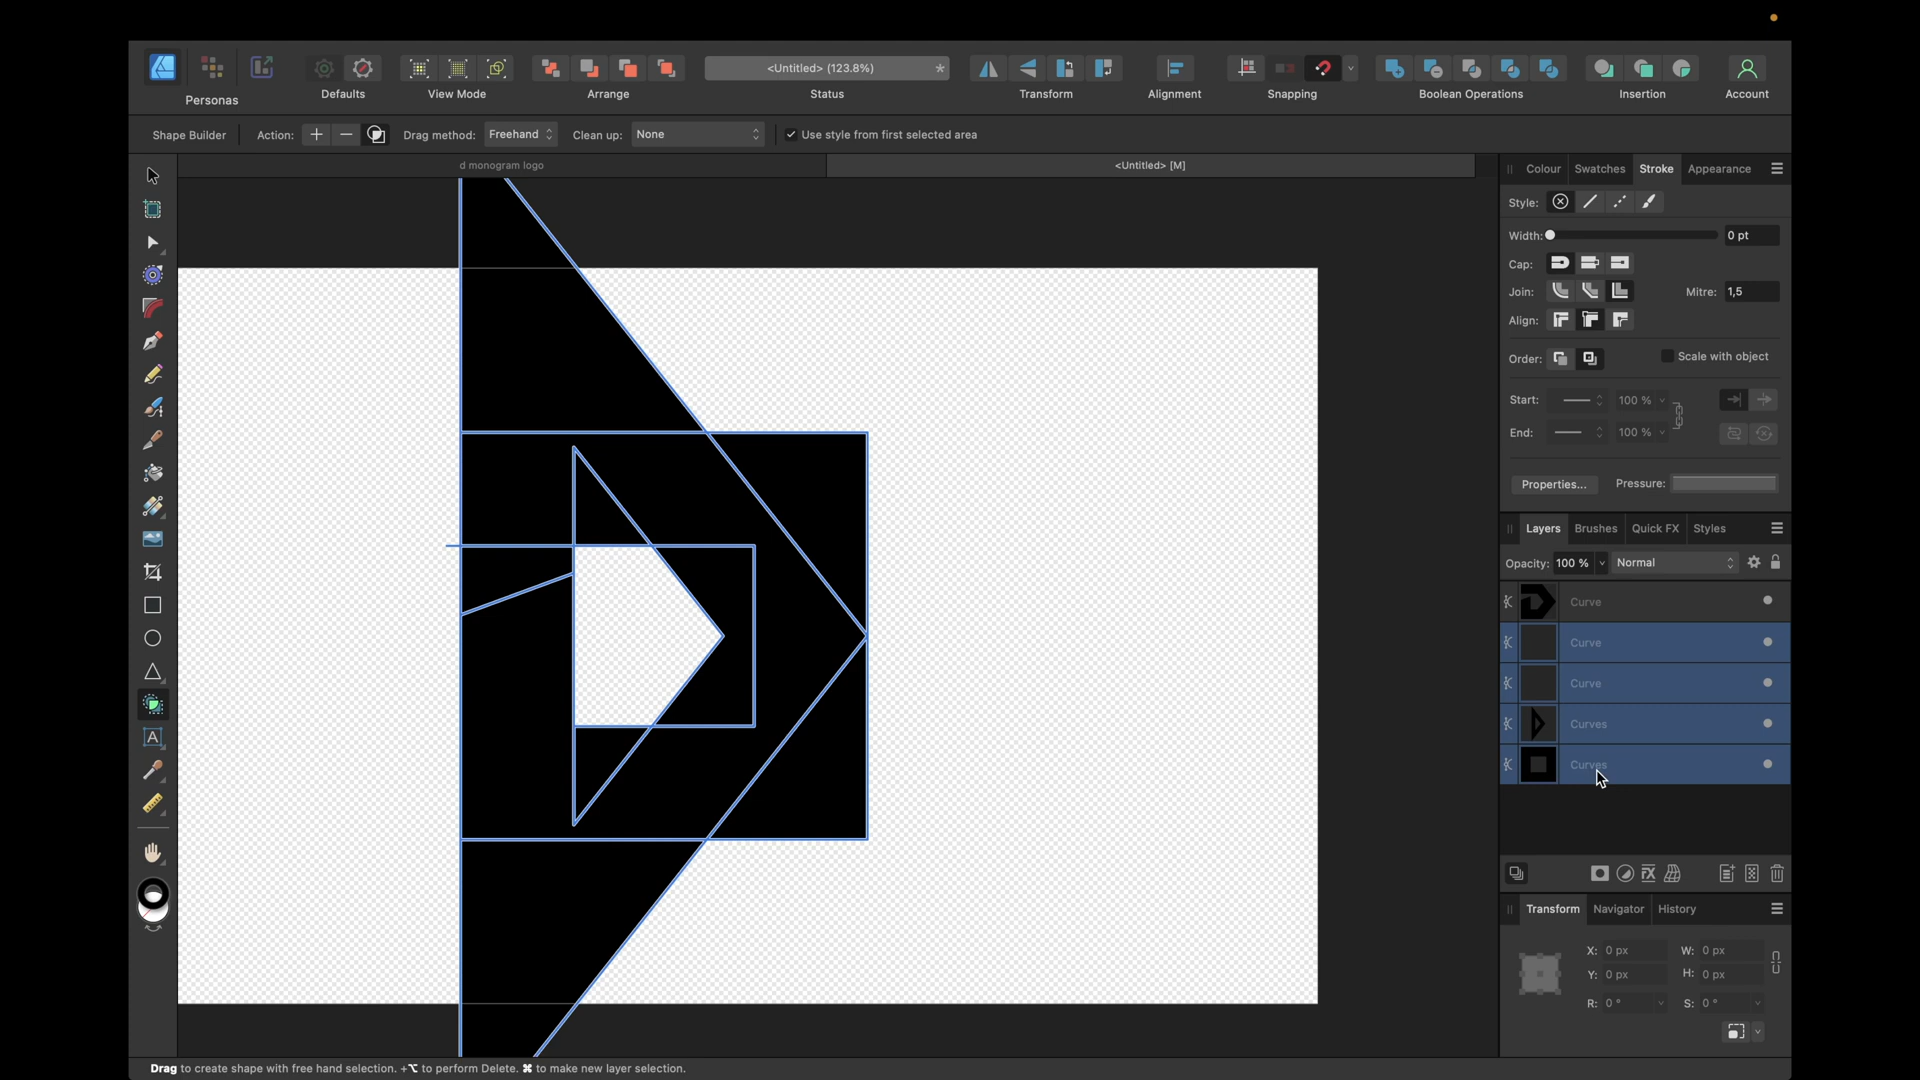 <Untitled> (123.8%)
*
Personas
Defaults
View Mode
Arrange
Status
Transform
Alignment
Snapping
Boolean Operations
Insertion
Account
Shape Builder
Action:
Drag method:
Freehand
Clean up:
None
Use style from first selected area
d monogram logo
<Untitled> [M]
Colour
Swatches
Stroke
Appearance
Style:
Width:
0 pt
Cap:
Join:
Mitre:
1,5
Align:
Order:
Scale with object
Start:
100 %
End:
100 %
Properties...
Pressure:
Layers
Brushes
Quick FX
Styles
Opacity:
100 %
Normal
Curve
Curve
Curve
Curves
Curves
Transform
Navigator
History
X:
0 px
W:
0 px
Y:
0 px
H:
0 px
R:
0 °
S:
0 °
A
Drag to create shape with free hand selection. +⌥ to perform Delete. ⌘ to make new layer selection.